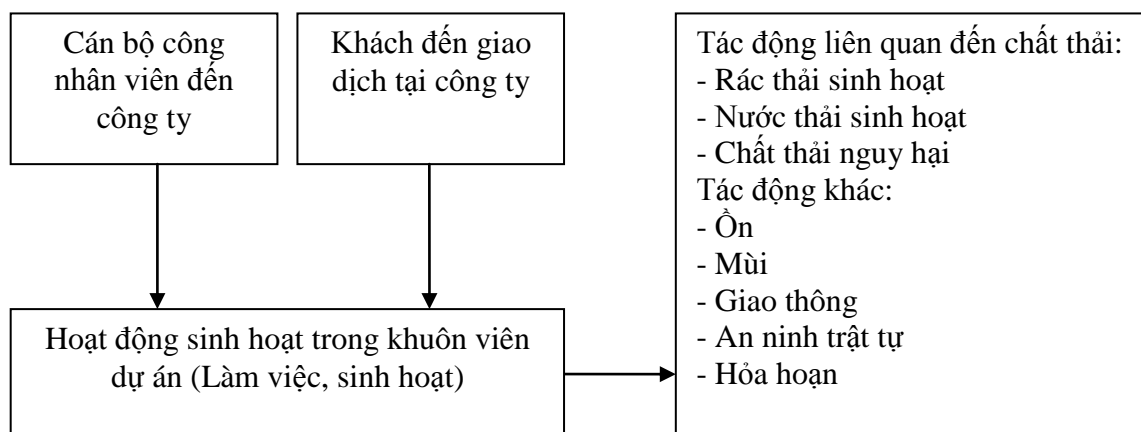 Cán bộ công
nhân viên đến
công ty
Khách đến giao
dịch tại công ty
Tác động liên quan đến chất thải:
- Rác thải sinh hoạt
- Nước thải sinh hoạt
- Chất thải nguy hại
Tác động khác:
- Ồn
- Mùi
- Giao thông
- An ninh trật tự
- Hỏa hoạn
Hoạt động sinh hoạt trong khuôn viên
dự án (Làm việc, sinh hoạt)